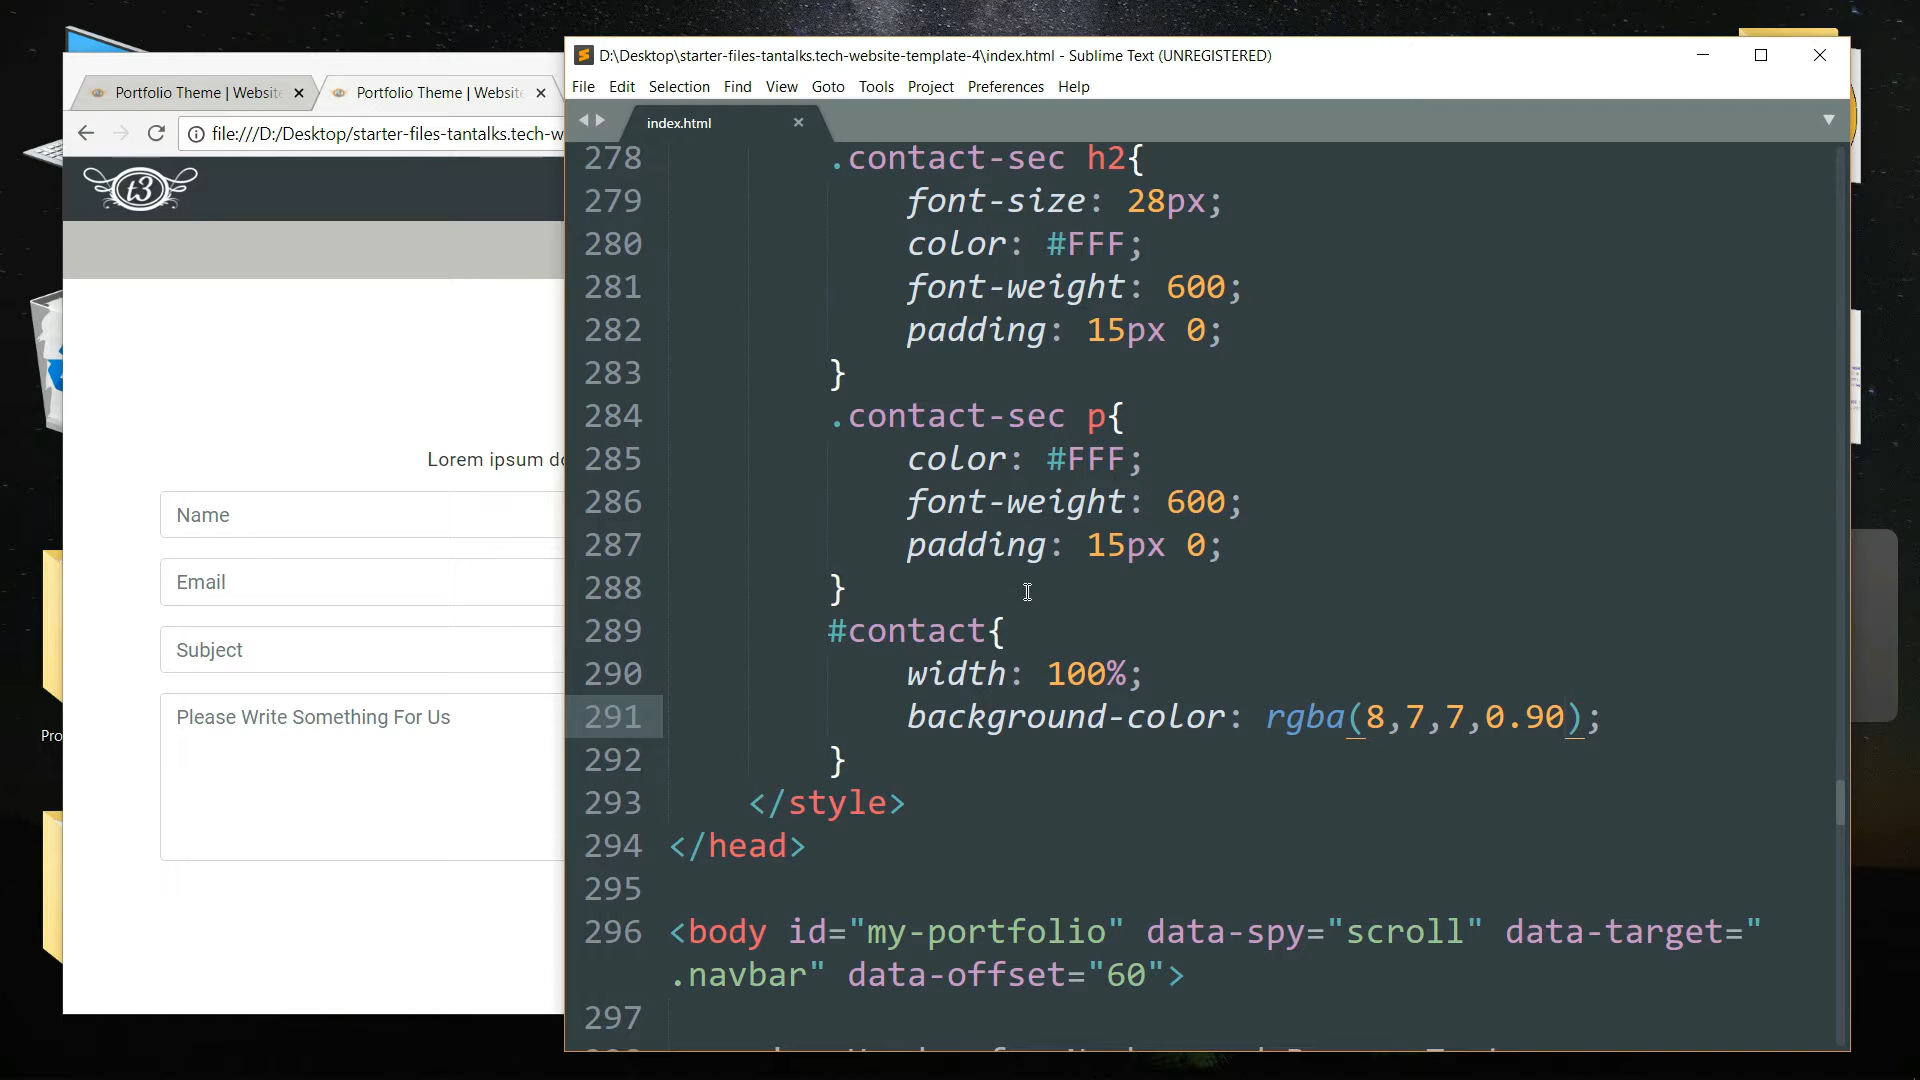 D:\Desktop\starter-files-tantalks.tech-website-template-4\index.html - Sublime Text (UNREGISTERED)
File Edit Selection Find View Goto Tools Project Preferences Help
index.html
Portfolio Theme | Website
Portfolio Theme | Website
file:///D:/Desktop/starter-files-tantalks.tech-w
t3
Lorem ipsum do
Name
Email
Subject
Please Write Something For Us
Pro
278 .contact-sec h2{
279 font-size: 28px;
280 color: #FFF;
281 font-weight: 600;
282 padding: 15px 0;
283 }
284 .contact-sec p{
285 color: #FFF;
286 font-weight: 600;
287 padding: 15px 0;
288 }
289 #contact{
290 width: 100%;
291 background-color: rgba(8,7,7,0.90);
292 }
293 </style>
294 </head>
295
296 <body id="my-portfolio" data-spy="scroll" data-target="
.navbar" data-offset="60">
297